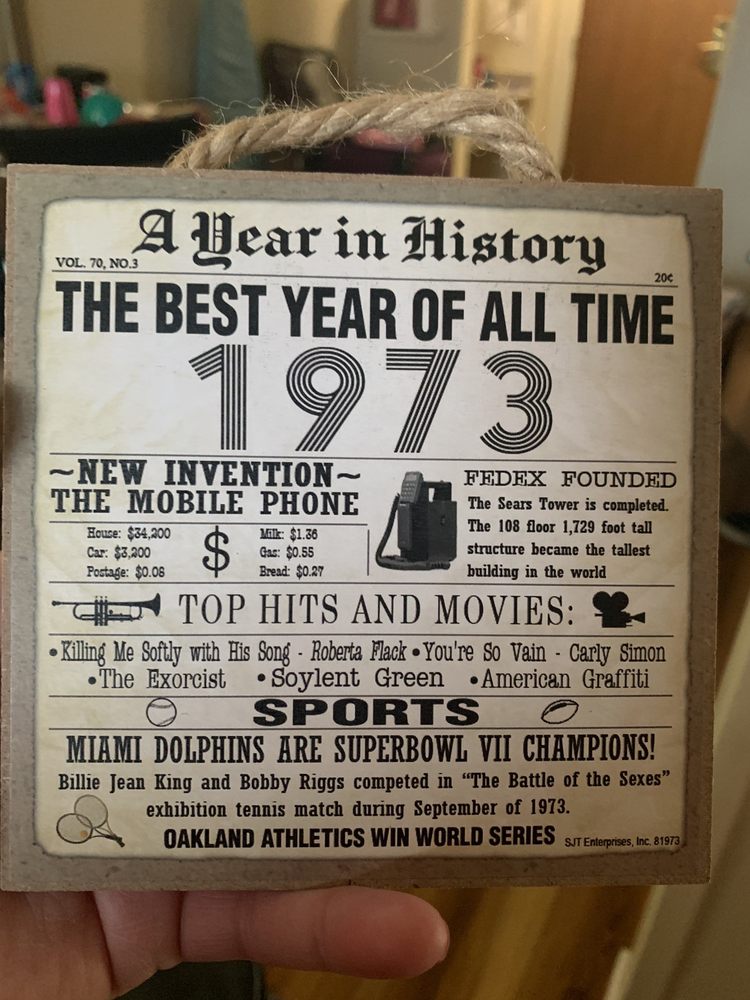 A Year in History
VOL. 70, NO.3
20¢
THE BEST YEAR OF ALL TIME
1973
~NEW INVENTION~
THE MOBILE PHONE
House: $34,200
Car: $3,200
Postage: $0.08
$
Milk: $1.36
Gas: $0.55
Bread: $0.27
FEDEX FOUNDED
The Sears Tower is completed.
The 108 floor 1,729 foot tall
structure became the tallest
building in the world
TOP HITS AND MOVIES:
•Killing Me Softly with His Song - Roberta Flack •You're So Vain - Carly Simon
•The Exorcist •Soylent Green •American Graffiti
SPORTS
MIAMI DOLPHINS ARE SUPERBOWL VII CHAMPIONS!
Billie Jean King and Bobby Riggs competed in “The Battle of the Sexes”
exhibition tennis match during September of 1973.
OAKLAND ATHLETICS WIN WORLD SERIES
SJT Enterprises, Inc. 81973